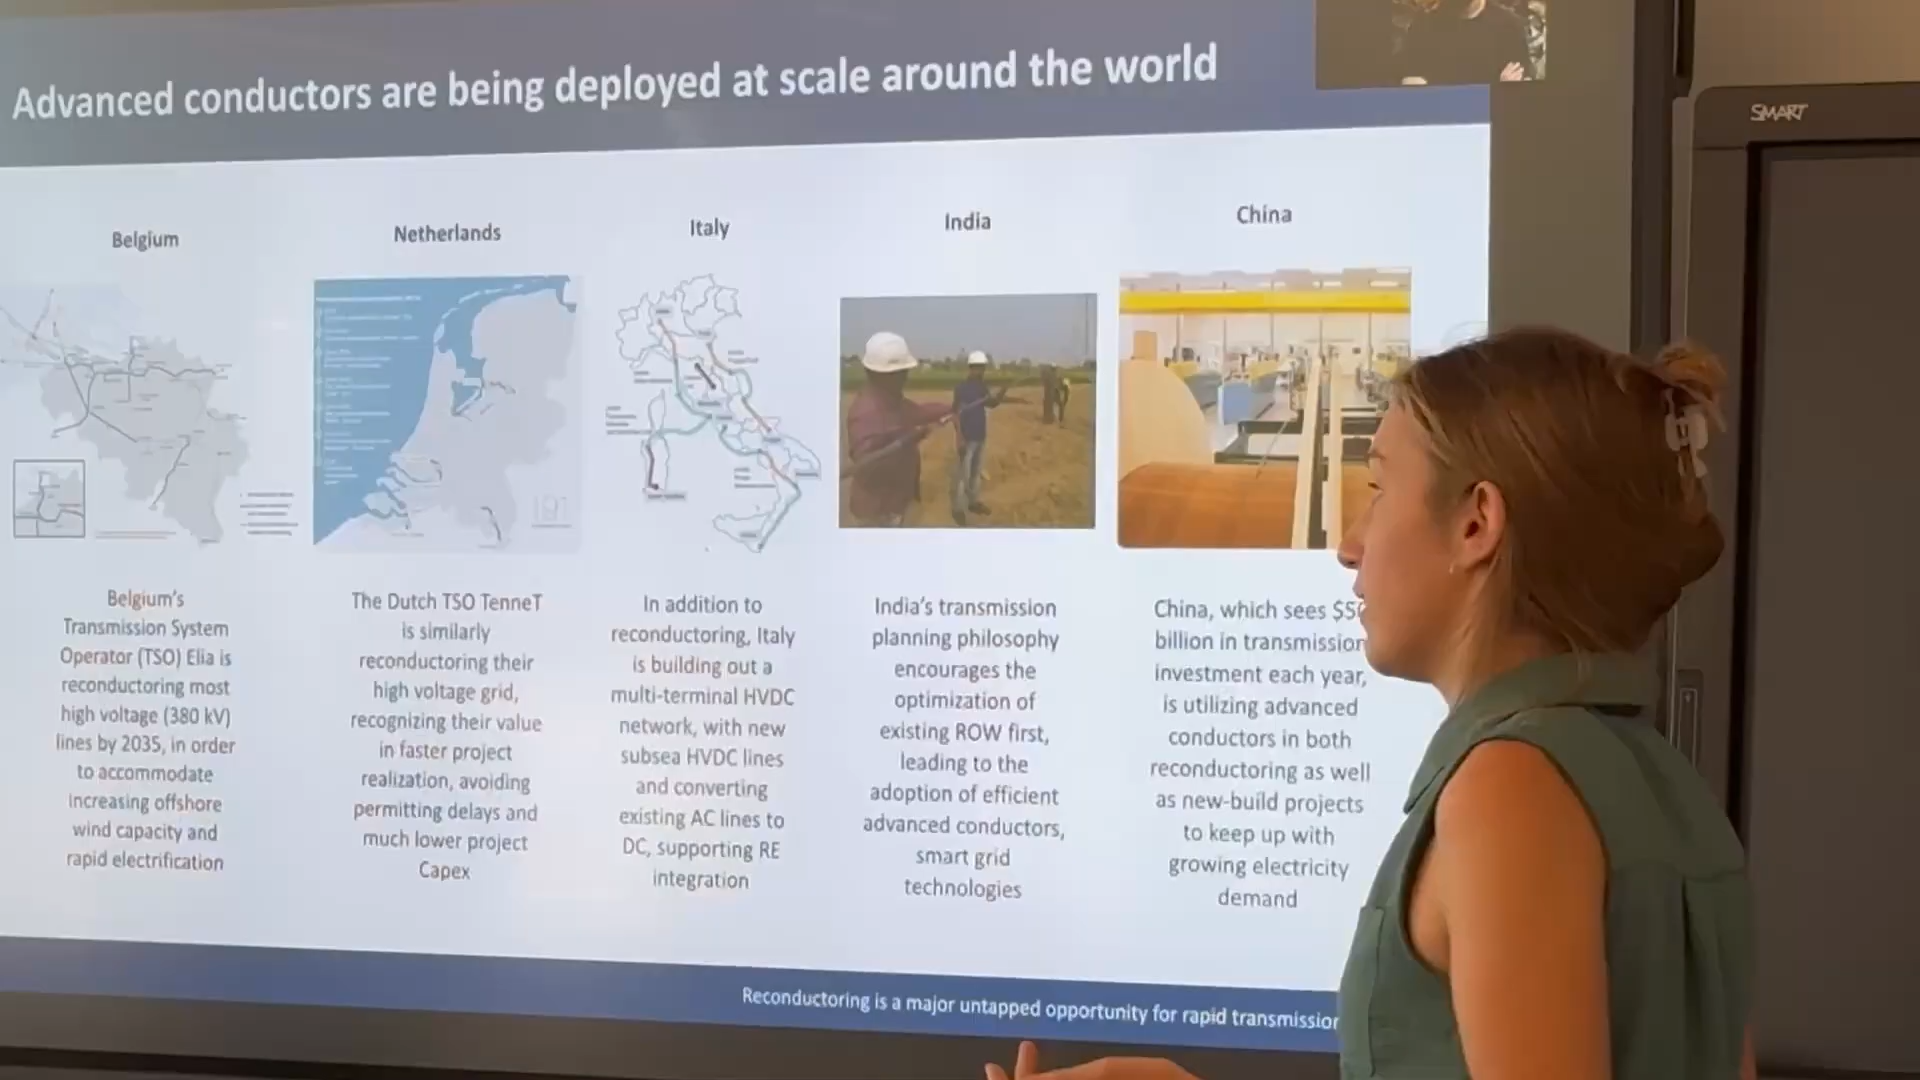 Advanced conductors are being deployed at scale around the world
SMART
Belgium
Belgium's
Transmission System
Operator (TSO) Elia is
reconductoring most
high voltage (380 kV)
lines by 2035, in order
to accommodate
increasing offshore
wind capacity and
rapid electrification
Netherlands
The Dutch TSO TenneT
is similarly
reconductoring their
high voltage grid,
recognizing their value
in faster project
realization, avoiding
permitting delays and
much lower project
Capex
Italy
In addition to
reconductoring, Italy
is building out a
multi-terminal HVDC
network, with new
subsea HVDC lines
and converting
existing AC lines to
DC, supporting RE
integration
India
India's transmission
planning philosophy
encourages the
optimization of
existing ROW first,
leading to the
adoption of efficient
advanced conductors,
smart grid
technologies
China
China, which sees
billion in transmission
investment each year,
is utilizing advanced
conductors in both
reconductoring as well
as new-build projects
to keep up with
growing electricity
demand
Reconductoring is a major untapped opportunity for rapid transmission